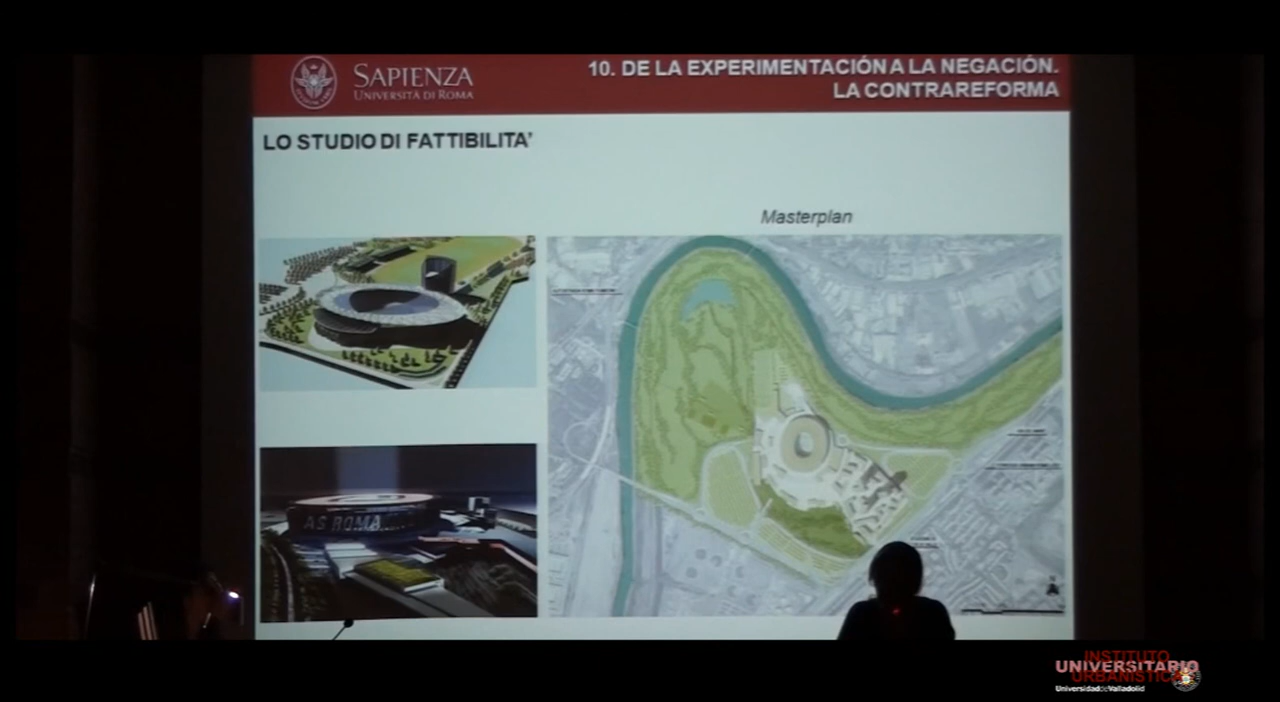 SAPIENZA
UNIVERSITÀ DI ROMA
10. DE LA EXPERIMENTACIÓN A LA NEGACIÓN.
LA CONTRAREFORMA
LO STUDIO DI FATTIBILITA'
Masterplan
AS ROMA
INSTITUTO
UNIVERSITARIO
URBANÍSTICA
Universidad de Valladolid